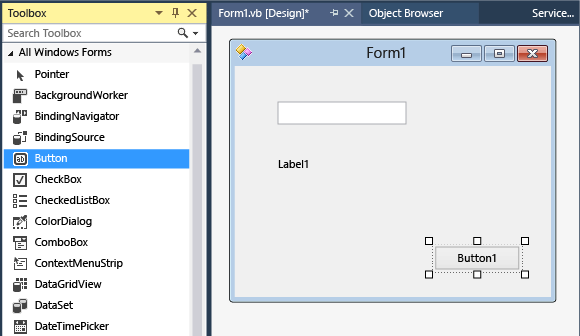 Toolbox
Form1.vb [Design]*
Object Browser
Service...
Search Toolbox
All Windows Forms
Pointer
BackgroundWorker
BindingNavigator
BindingSource
Button
CheckBox
CheckedListBox
ColorDialog
ComboBox
ContextMenuStrip
DataGridView
DataSet
DateTimePicker
Form1
Label1
Button1